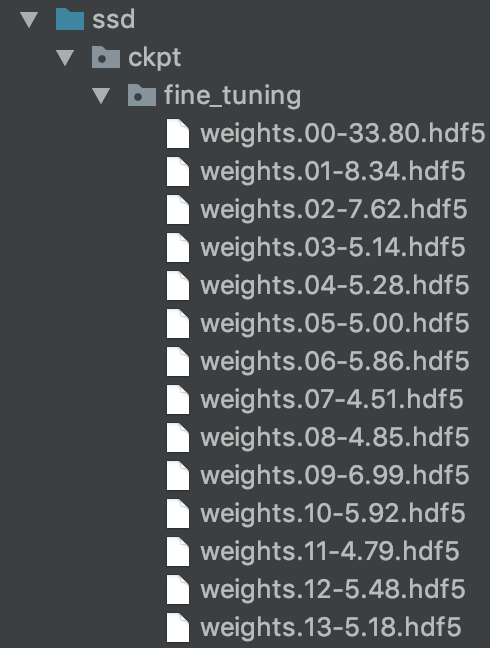 ssd
ckpt
fine_tuning
weights.00-33.80.hdf5
weights.01-8.34.hdf5
weights.02-7.62.hdf5
weights.03-5.14.hdf5
weights.04-5.28.hdf5
weights.05-5.00.hdf5
weights.06-5.86.hdf5
weights.07-4.51.hdf5
weights.08-4.85.hdf5
weights.09-6.99.hdf5
weights.10-5.92.hdf5
weights.11-4.79.hdf5
weights.12-5.48.hdf5
weights.13-5.18.hdf5